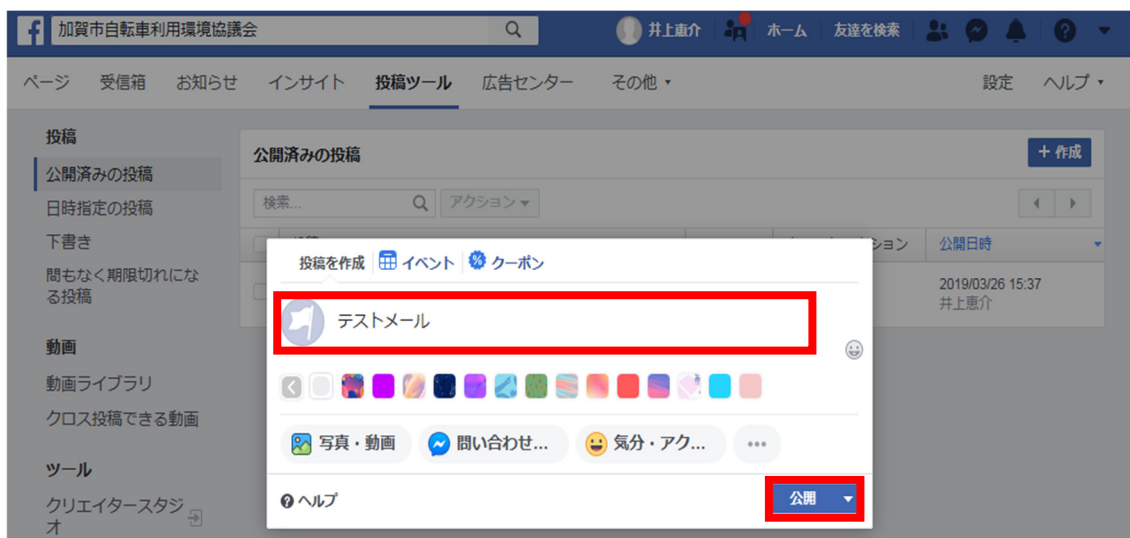 f 加賀市自転車利用環境協議会 井上恵介 ホーム 友達を検索
ページ 受信箱 お知らせ インサイト 投稿ツール 広告センター その他 設定 ヘルプ
投稿
公開済みの投稿
日時指定の投稿
下書き
間もなく期限切れにな
る投稿
動画
動画ライブラリ
クロス投稿できる動画
ツール
クリエイタースタジ
オ
公開済みの投稿 + 作成
検索... アクション
ション 公開日時
2019/03/26 15:37
井上恵介
投稿を作成 イベント クーポン
テストメール
写真・動画 問い合わせ... 気分・アク... •••
ヘルプ 公開